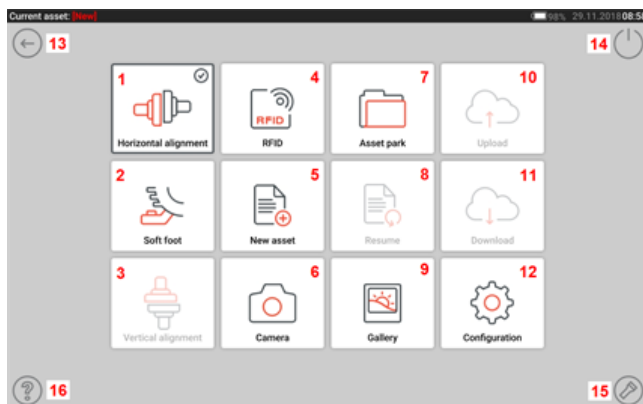 Current asset: [New] 98% 29.11.2018 08:58
13 14
1 4 7 10
RFID
Horizontal alignment RFID Asset park Upload
2 5 8 11
Soft foot New asset Resume Download
3 6 9 12
Vertical alignment Camera Gallery Configuration
? 16 15